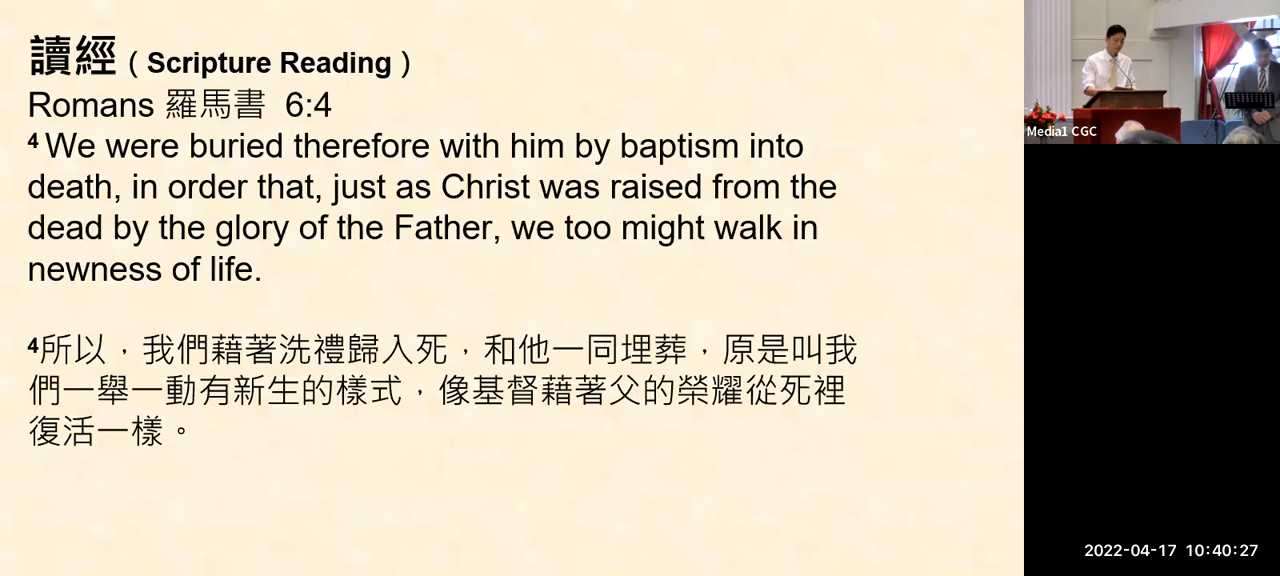 讀經 ( Scripture Reading )
Romans 羅馬書 6:4
4 We were buried therefore with him by baptism into
death, in order that, just as Christ was raised from the
dead by the glory of the Father, we too might walk in
newness of life.
4所以，我們藉著洗禮歸入死，和他一同埋葬，原是叫我
們一舉一動有新生的樣式，像基督藉著父的榮耀從死裡
復活一樣。
Media1 CGC
2022-04-17 10:40:27